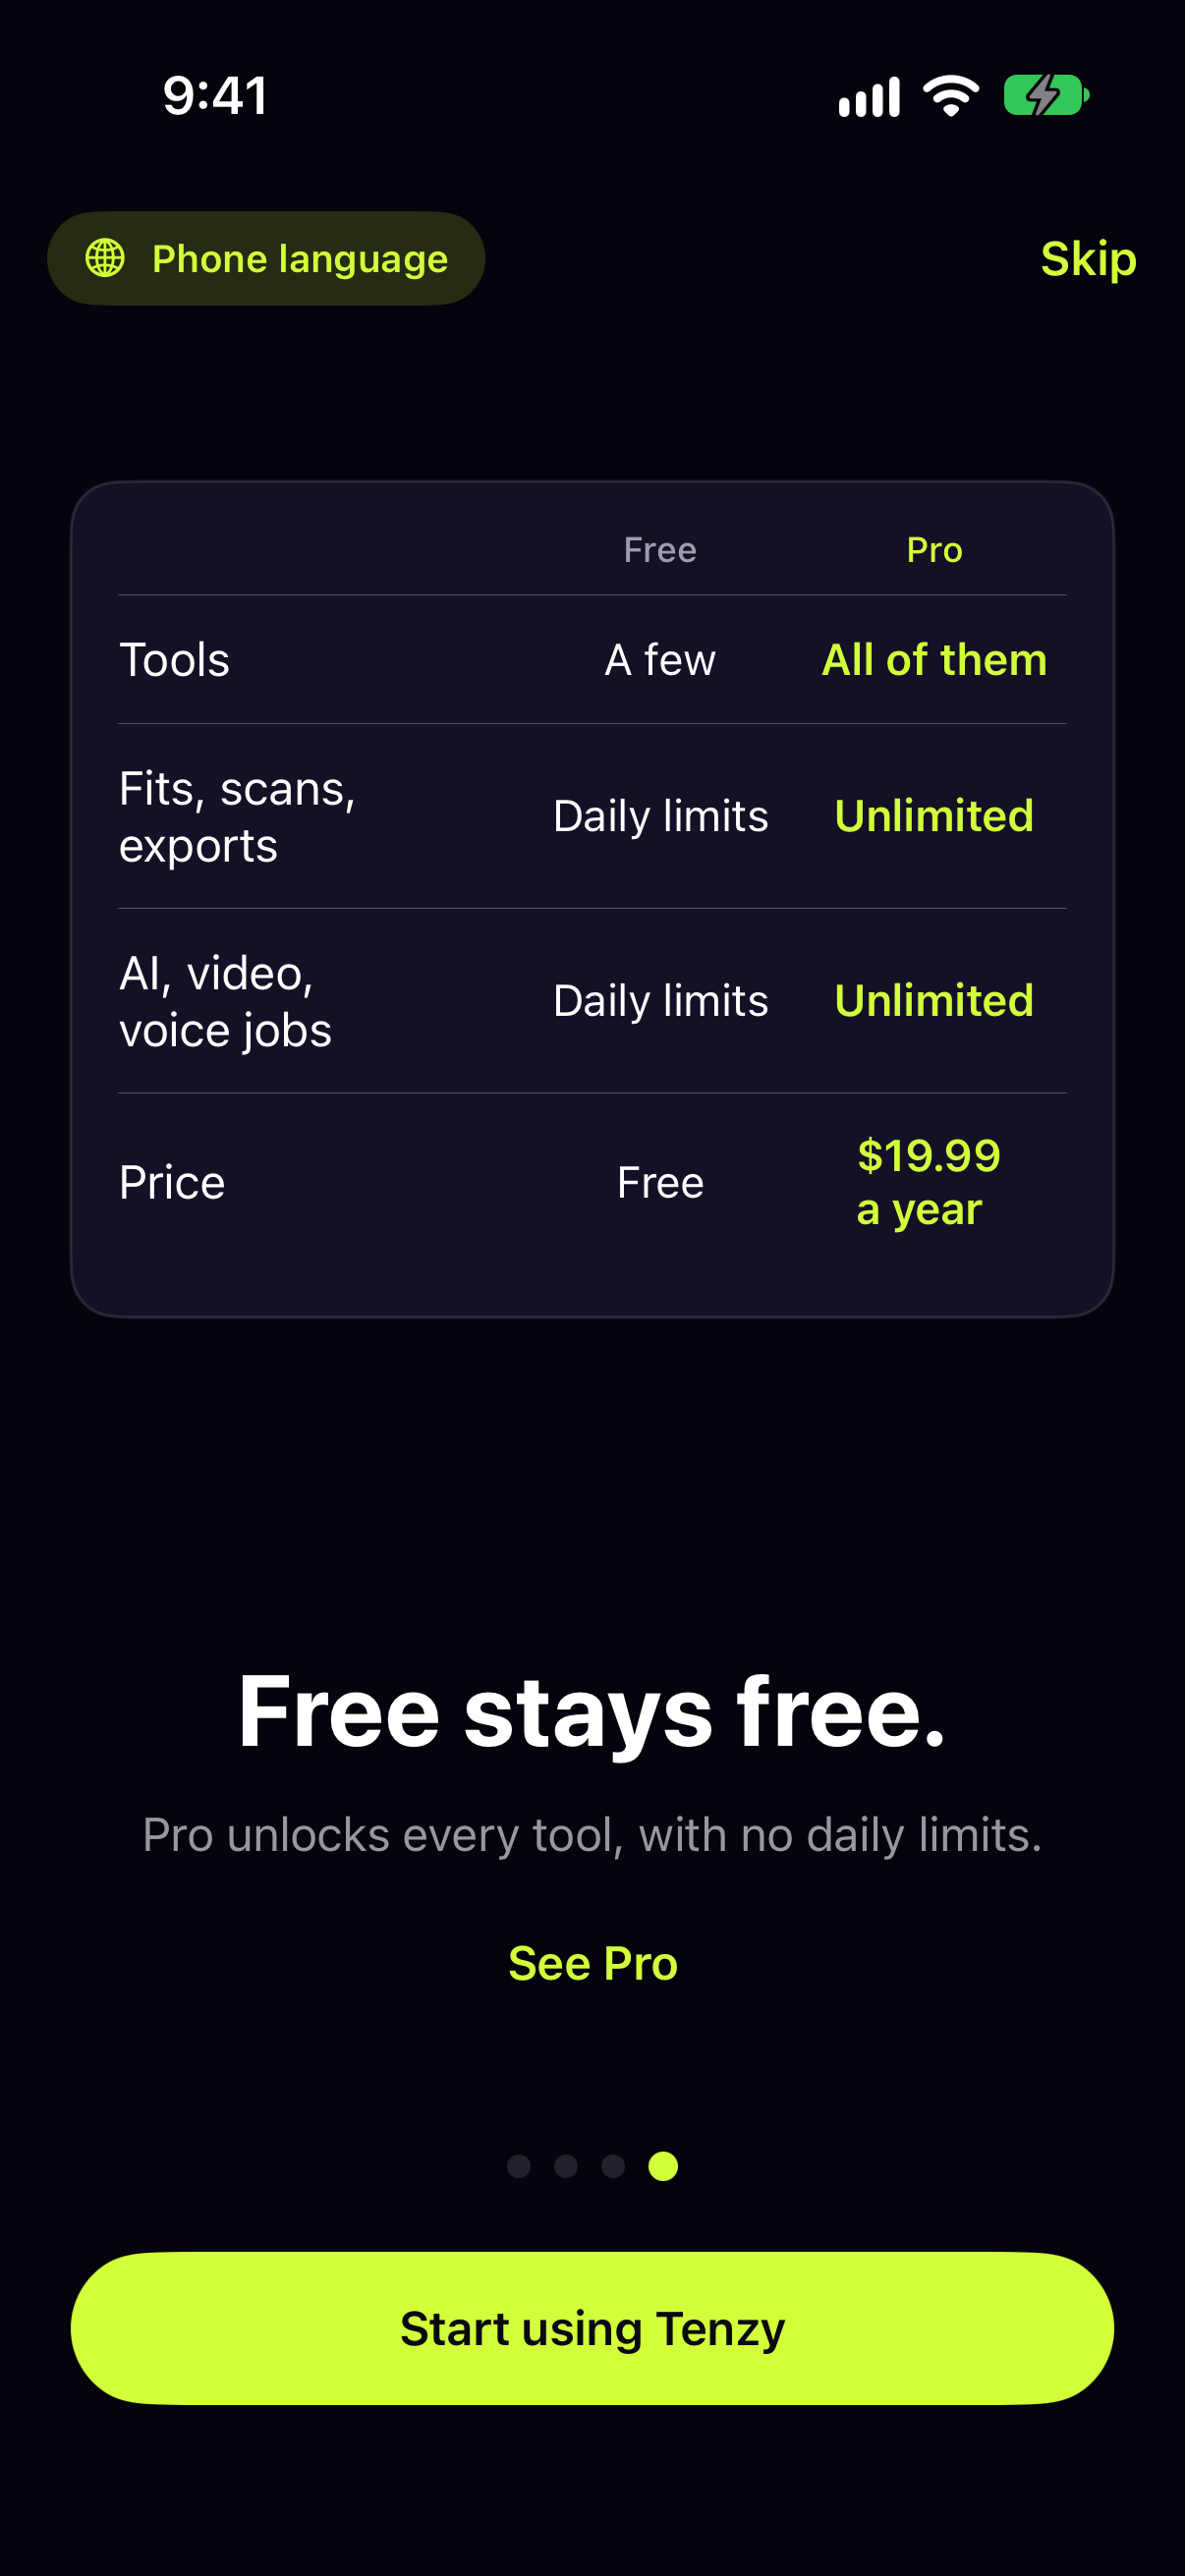 9:41
Phone language
Skip
Free Pro
Tools A few All of them
Fits, scans,
exports Daily limits Unlimited
AI, video,
voice jobs Daily limits Unlimited
Price Free $19.99
a year
Free stays free.
Pro unlocks every tool, with no daily limits.
See Pro
Start using Tenzy